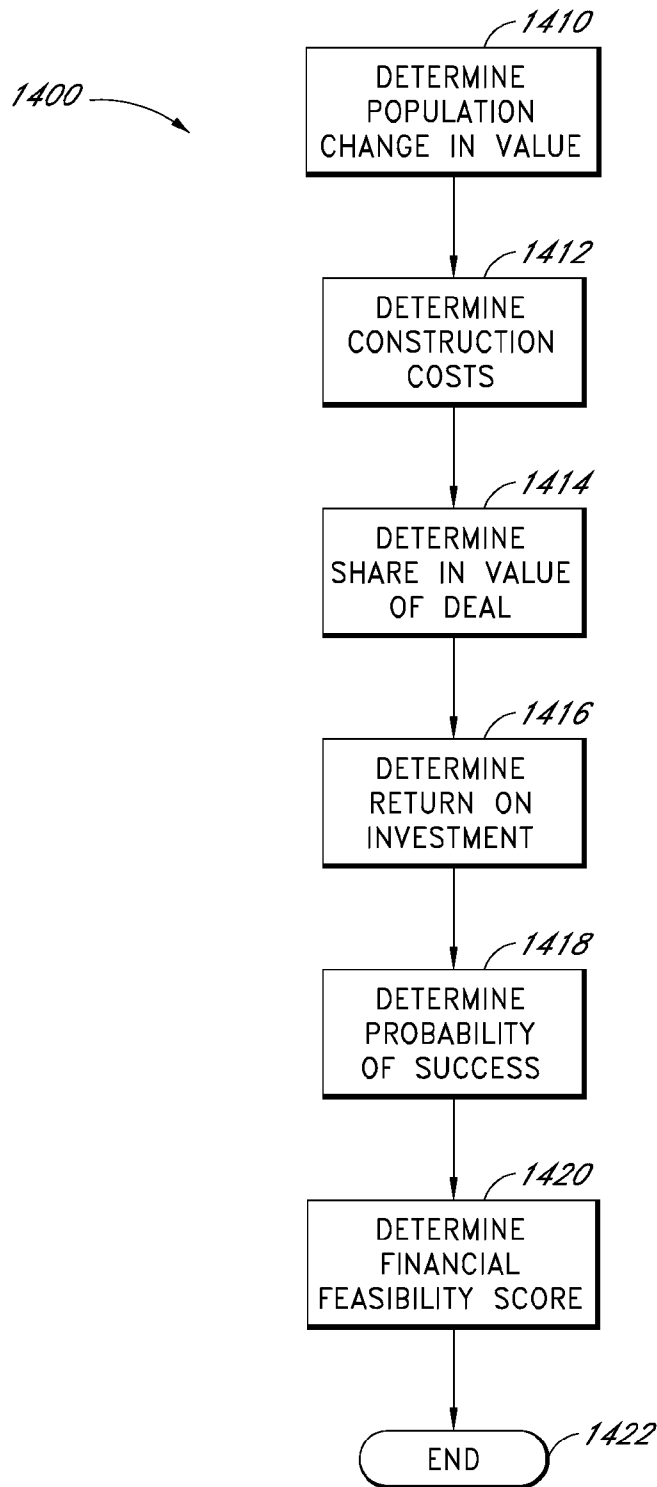 1400
1410
DETERMINE
POPULATION
CHANGE IN VALUE
1412
DETERMINE
CONSTRUCTION
COSTS
1414
DETERMINE
SHARE IN VALUE
OF DEAL
1416
DETERMINE
RETURN ON
INVESTMENT
1418
DETERMINE
PROBABILITY
OF SUCCESS
1420
DETERMINE
FINANCIAL
FEASIBILITY SCORE
1422
END